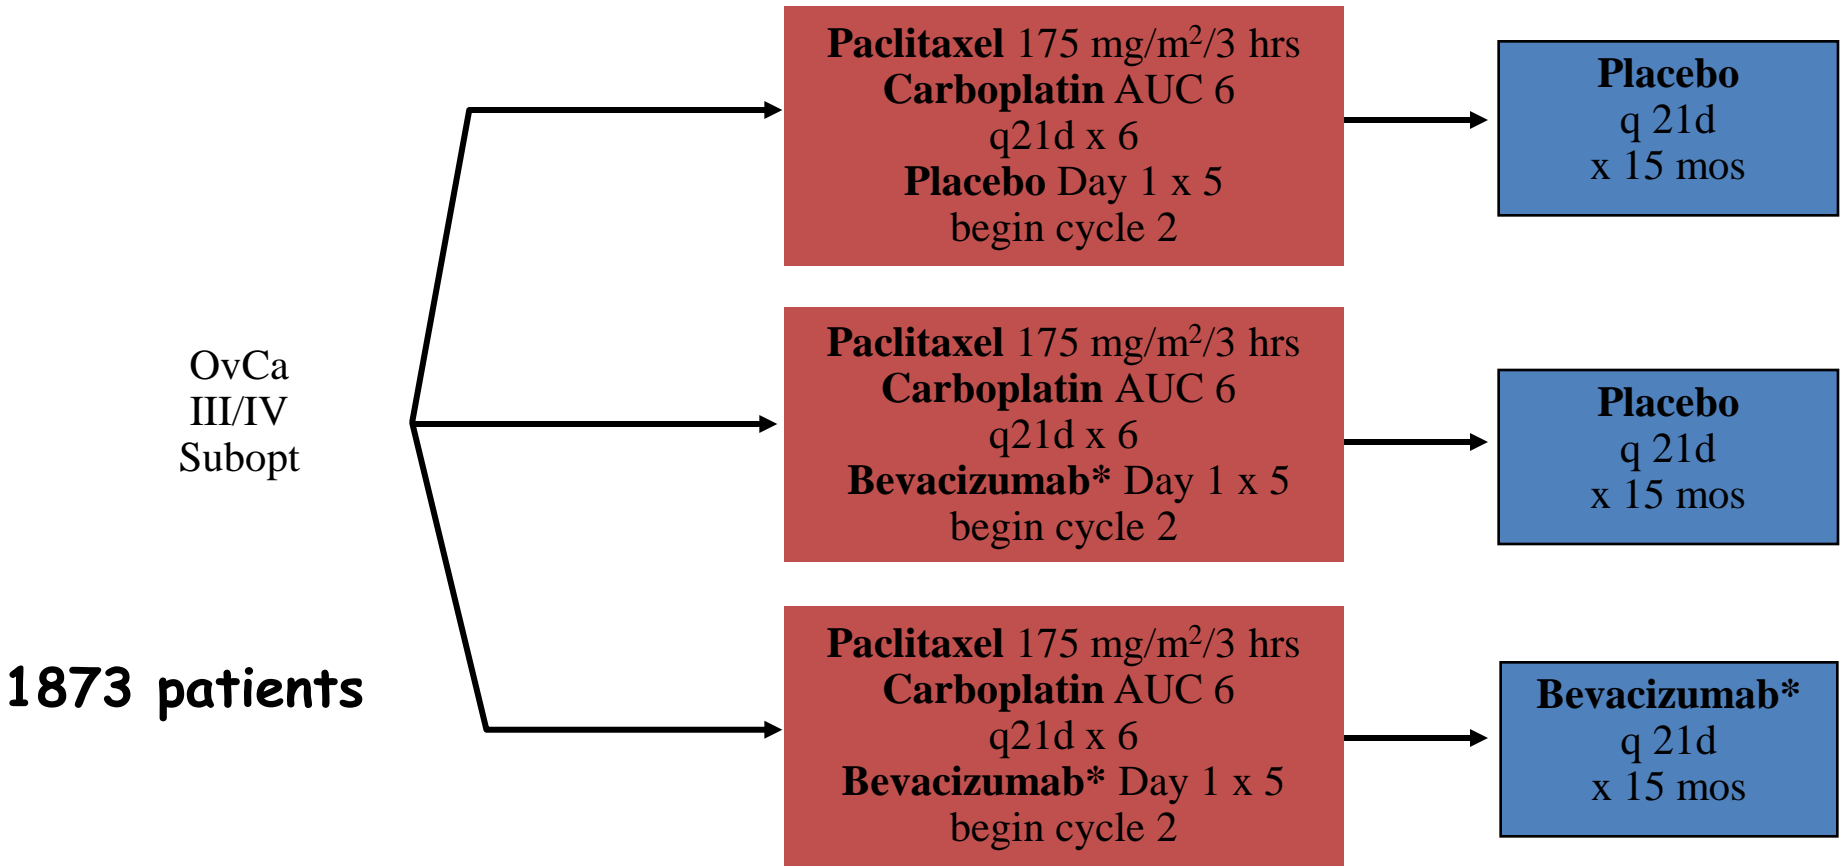 OvCa
III/IV
Subopt
1873 patients
Paclitaxel 175 mg/m²/3 hrs
Carboplatin AUC 6
q21d x 6
Placebo Day 1 x 5
begin cycle 2
Placebo
q 21d
x 15 mos
Paclitaxel 175 mg/m²/3 hrs
Carboplatin AUC 6
q21d x 6
Bevacizumab* Day 1 x 5
begin cycle 2
Placebo
q 21d
x 15 mos
Paclitaxel 175 mg/m²/3 hrs
Carboplatin AUC 6
q21d x 6
Bevacizumab* Day 1 x 5
begin cycle 2
Bevacizumab*
q 21d
x 15 mos